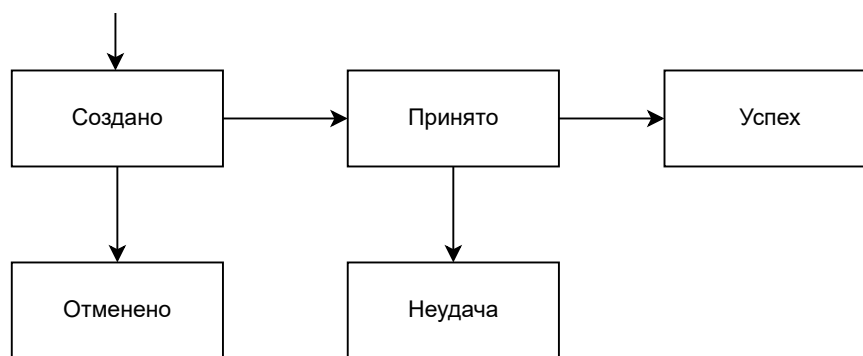 Создано
Принято
Успех
Отменено
Неудача